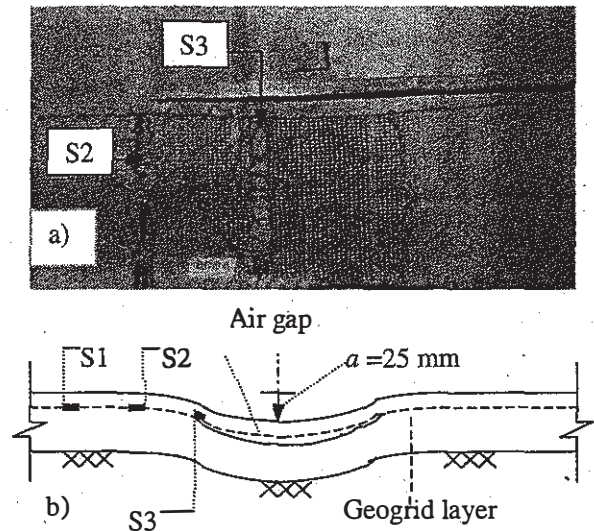 S3
S2
a)
Air gap
S1
S2
a =25 mm
b)
S3
Geogrid layer